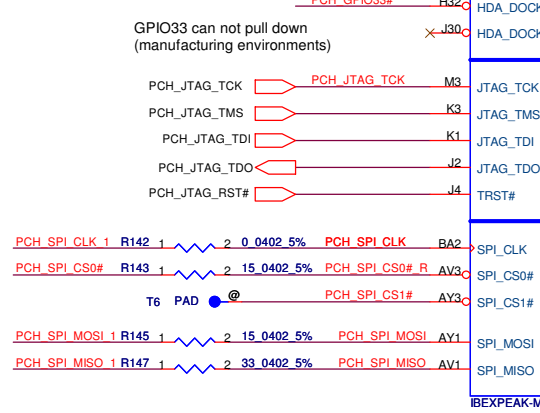 PCH_GPIO33# H32 HDA_DOCK
GPIO33 can not pull down
(manufacturing environments)
J30 HDA_DOCK
PCH_JTAG_TCK PCH_JTAG_TCK M3 JTAG_TCK
PCH_JTAG_TMS K3 JTAG_TMS
PCH_JTAG_TDI K1 JTAG_TDI
PCH_JTAG_TDO J2 JTAG_TDO
PCH_JTAG_RST# J4 TRST#
PCH_SPI_CLK_1 R142 1 2 0_0402_5% PCH_SPI_CLK BA2 SPI_CLK
PCH_SPI_CS0# R143 1 2 15_0402_5% PCH_SPI_CS0#_R AV3 SPI_CS0#
T6 PAD @ PCH_SPI_CS1# AY3 SPI_CS1#
PCH_SPI_MOSI_1 R145 1 2 15_0402_5% PCH_SPI_MOSI AY1 SPI_MOSI
PCH_SPI_MISO_1 R147 1 2 33_0402_5% PCH_SPI_MISO AV1 SPI_MISO
IBEXPEAK-M